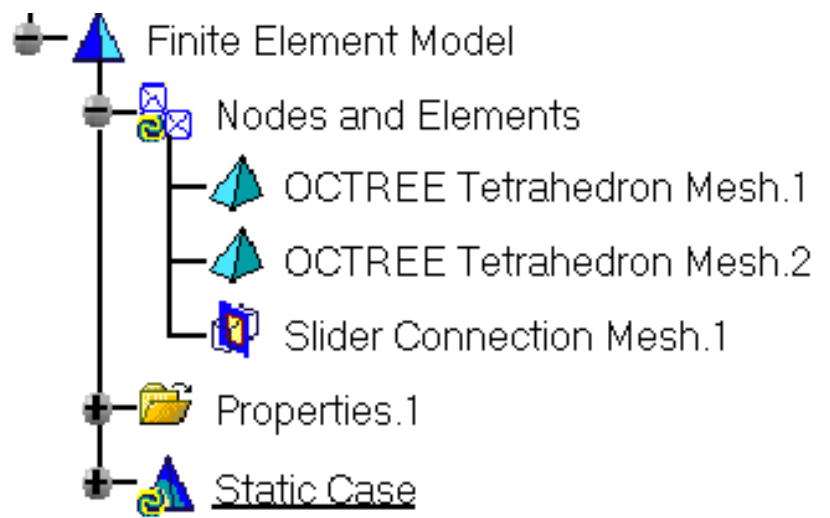 Finite Element Model
Nodes and Elements
OCTREE Tetrahedron Mesh.1
OCTREE Tetrahedron Mesh.2
Slider Connection Mesh.1
Properties.1
Static Case